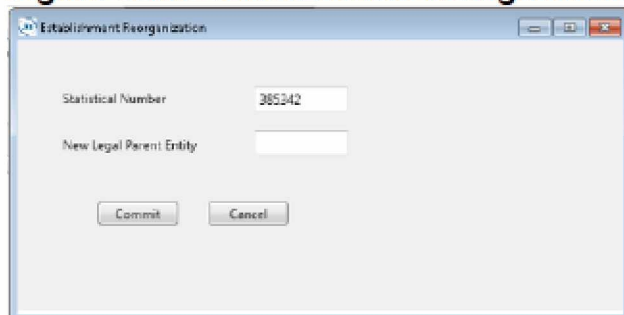 Establishment Reorganization
Statistical Number 385342
New Legal Parent Entity
Commit Cancel